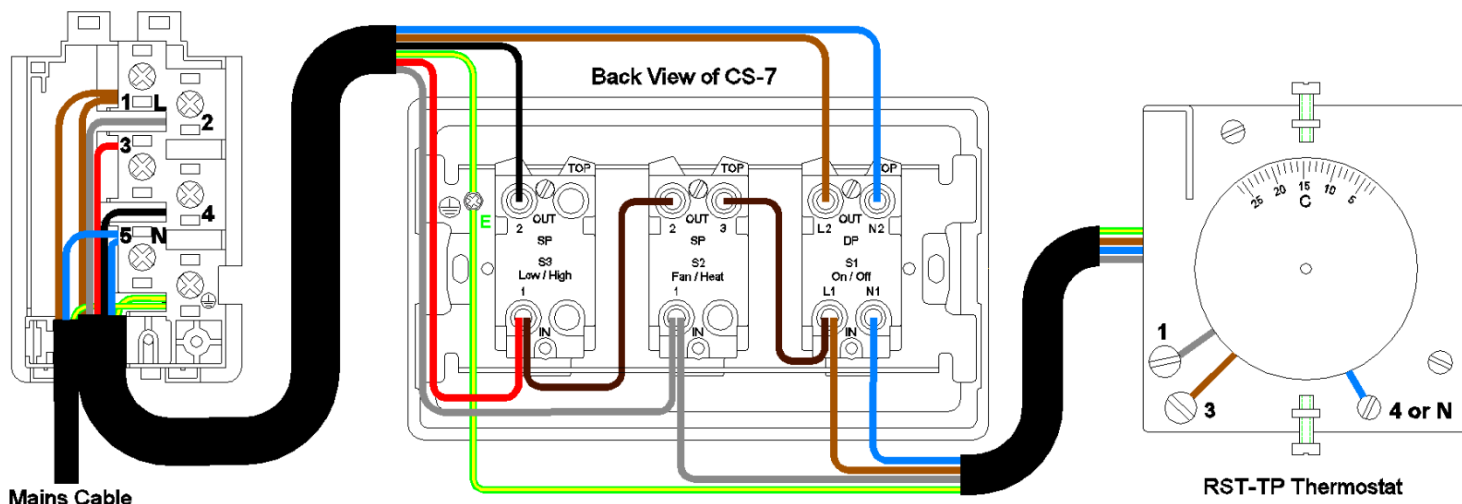 Back View of CS-7
1 L
2
3
4
5 N
Mains Cable
E
TOP
OUT
2
SP
S3
Low / High
1
IN
TOP
2 OUT 3
SP
S2
Fan / Heat
1
IN
TOP
OUT
L2 N2
DP
S1
On / Off
L1 N1
IN
25 20 15 10 5
C
1
3
4 or N
RST-TP Thermostat